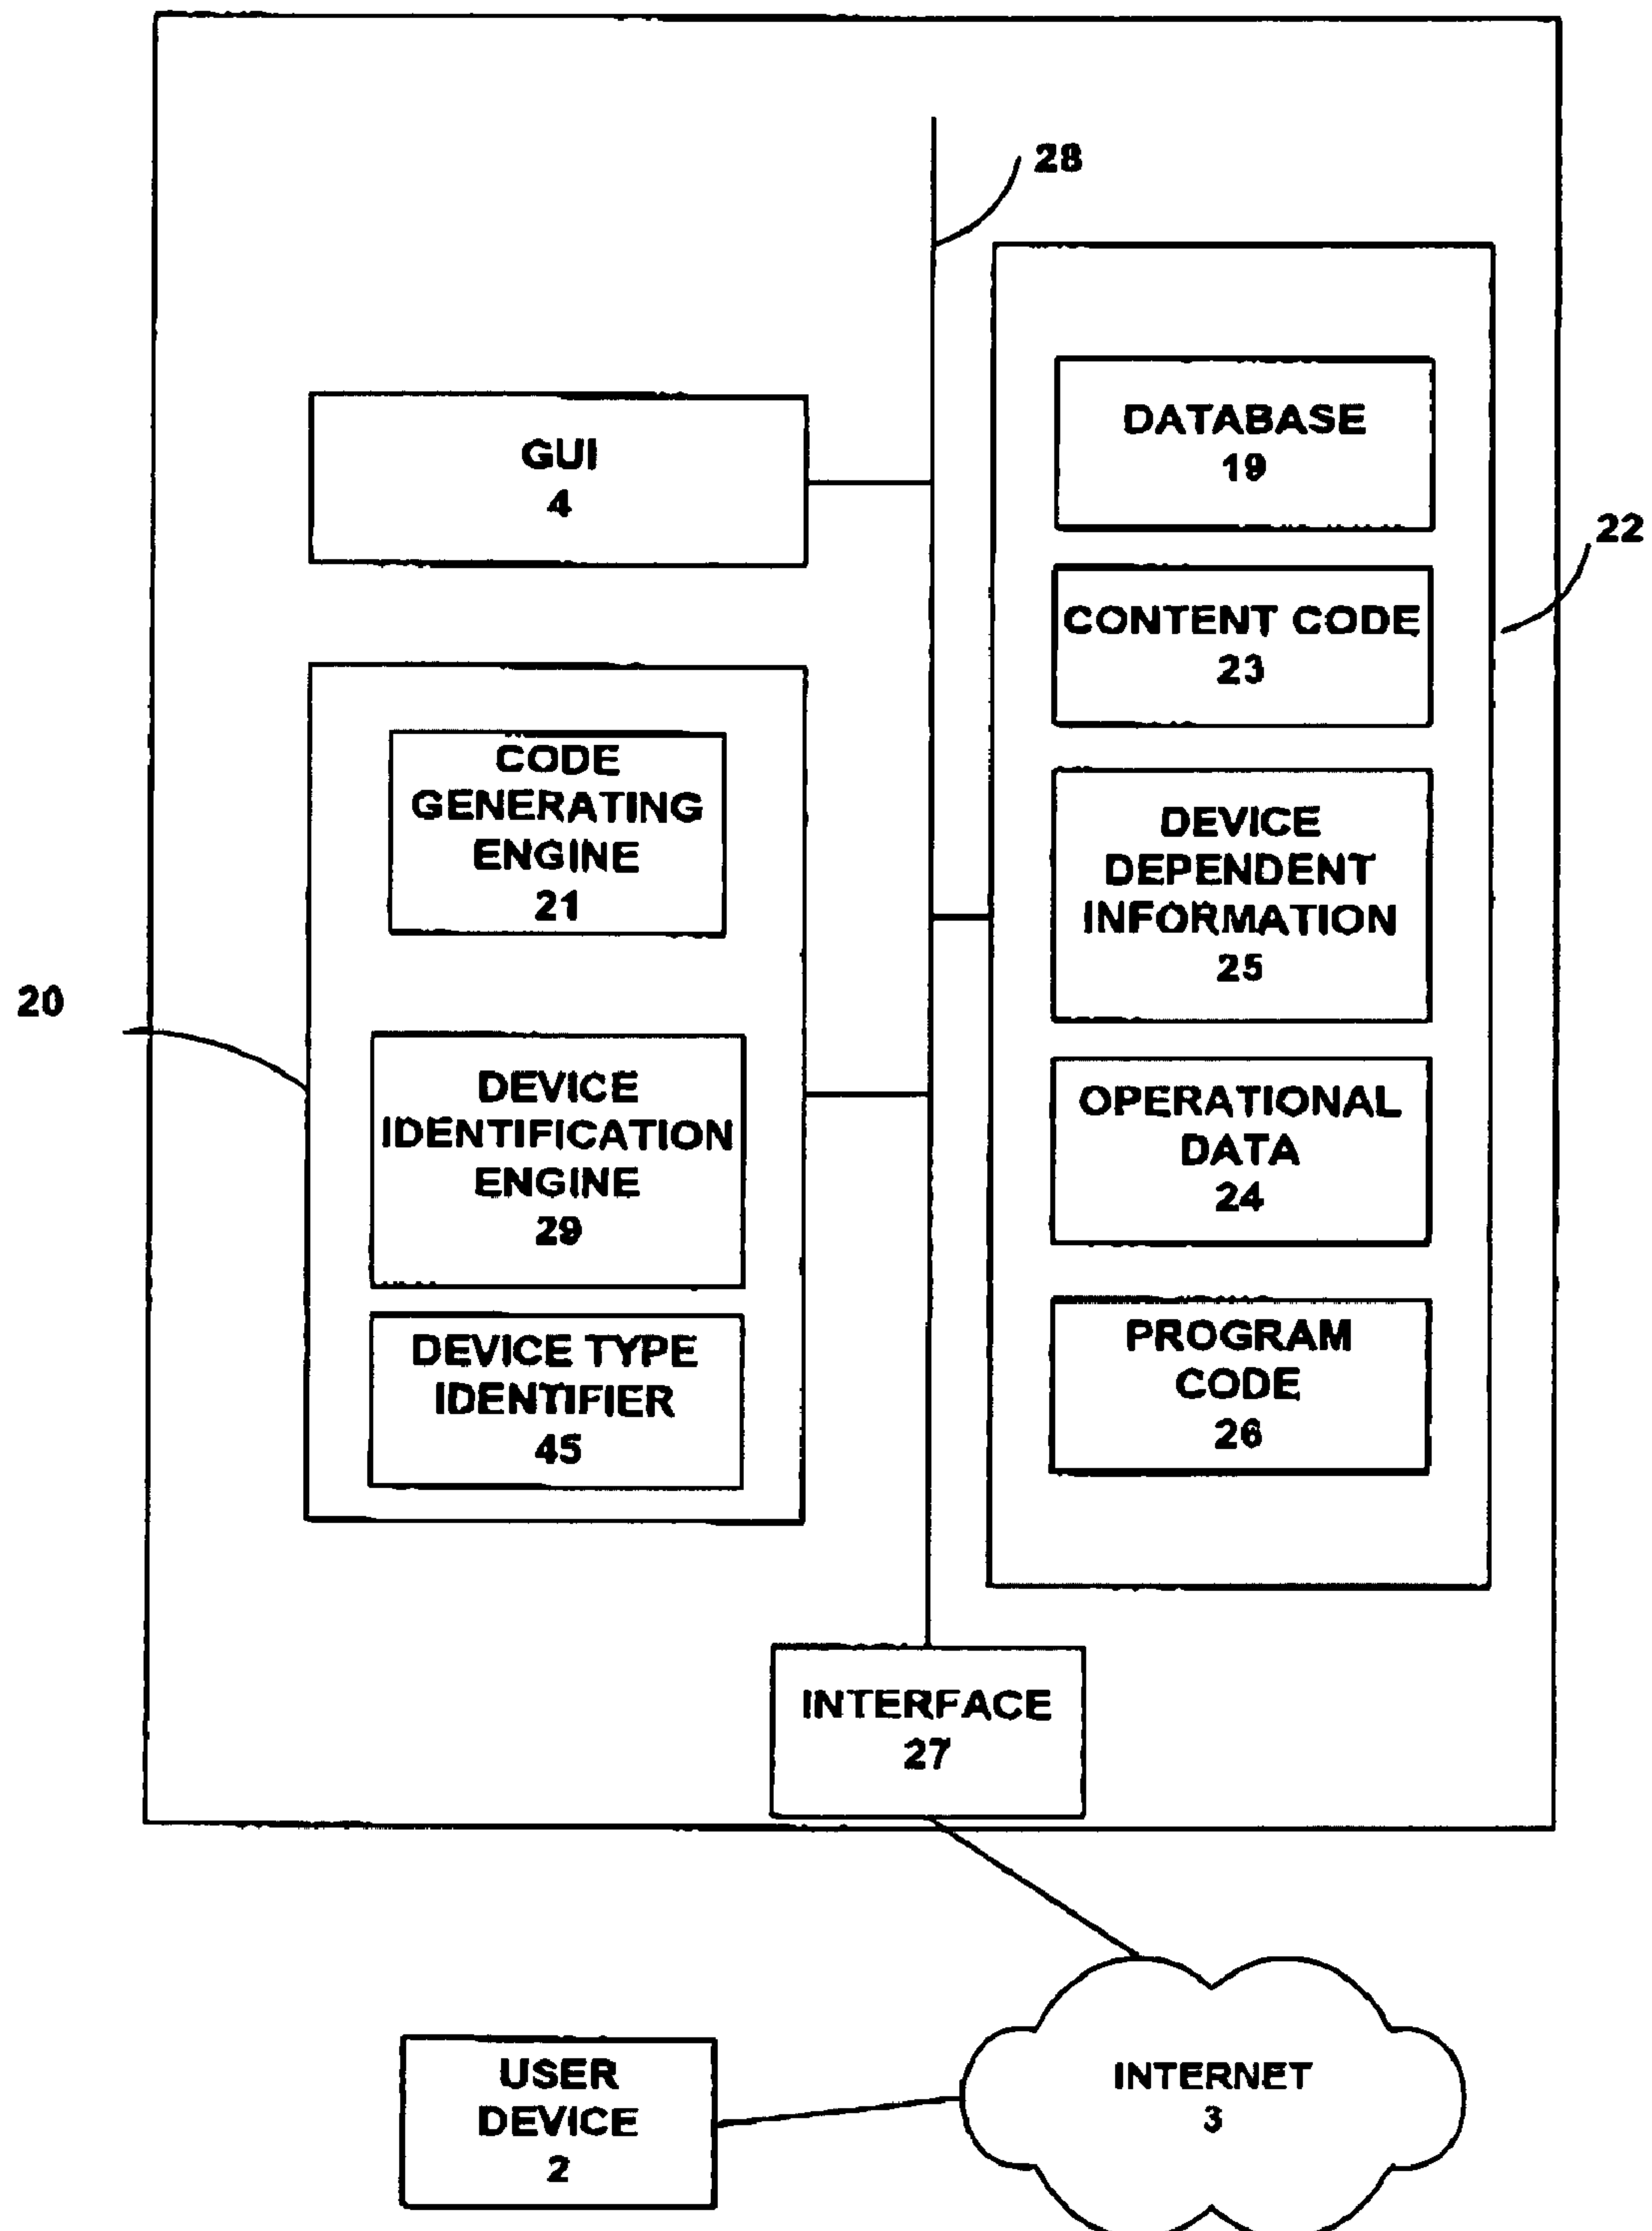 28
GUI
4
DATABASE
19
22
CONTENT CODE
23
CODE
GENERATING
ENGINE
21
DEVICE
DEPENDENT
INFORMATION
25
20
DEVICE
IDENTIFICATION
ENGINE
29
OPERATIONAL
DATA
24
DEVICE TYPE
IDENTIFIER
45
PROGRAM
CODE
26
INTERFACE
27
USER
DEVICE
2
INTERNET
3